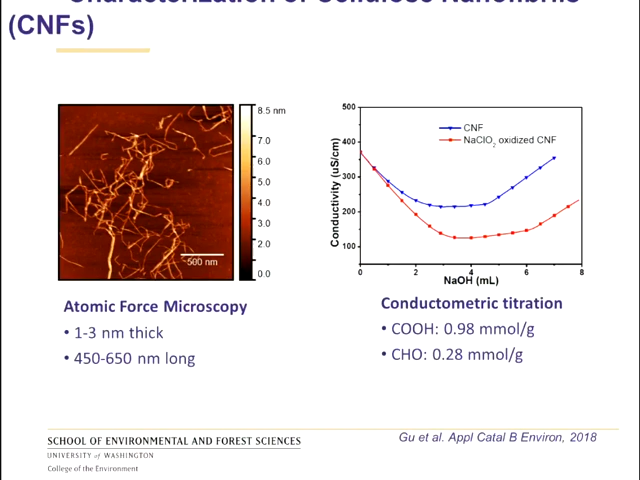 Characterization of Cellulose Nanofibrils
(CNFs)
8.5 nm
7.0
6.0
5.0
4.0
3.0
2.0
0.0
500 nm
500
400
300
200
100
Conductivity (uS/cm)
CNF
NaClO2 oxidized CNF
0 2 4 6 8
NaOH (mL)
Atomic Force Microscopy
• 1-3 nm thick
• 450-650 nm long
Conductometric titration
• COOH: 0.98 mmol/g
• CHO: 0.28 mmol/g
Gu et al. Appl Catal B Environ, 2018
SCHOOL OF ENVIRONMENTAL AND FOREST SCIENCES
UNIVERSITY of WASHINGTON
College of the Environment